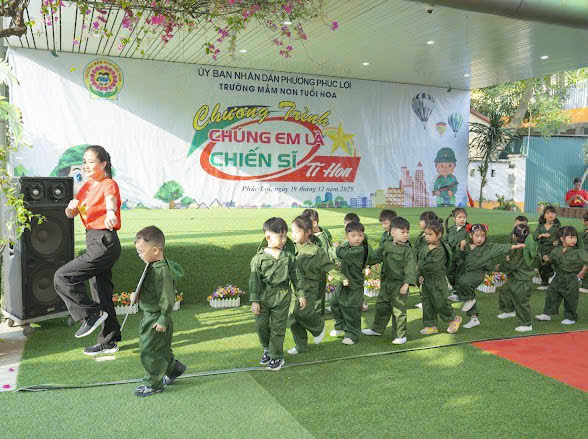 ỦY BAN NHÂN DÂN PHƯỜNG PHÚC LỢI
TRƯỜNG MẦM NON TUỔI HOA
Chương Trình
CHÚNG EM LÀ
CHIẾN SĨ
Tí Hon
Phúc Lợi, ngày 19 tháng 12 năm 2025